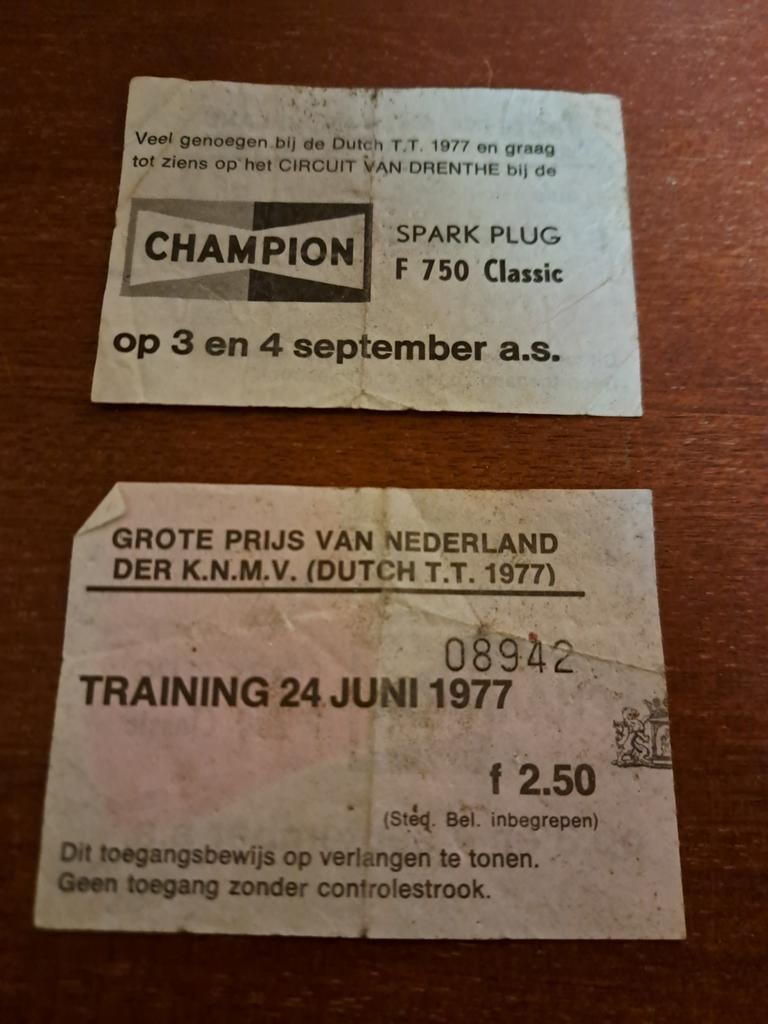 Veel genoegen bij de Dutch T.T. 1977 en graag
tot ziens op het CIRCUIT VAN DRENTHE bij de
CHAMPION
SPARK PLUG
F 750 Classic
op 3 en 4 september a.s.
GROTE PRIJS VAN NEDERLAND
DER K.N.M.V. (DUTCH T.T. 1977)
08942
TRAINING 24 JUNI 1977
f 2.50
(Sted. Bel. inbegrepen)
Dit toegangsbewijs op verlangen te tonen.
Geen toegang zonder controlestrook.